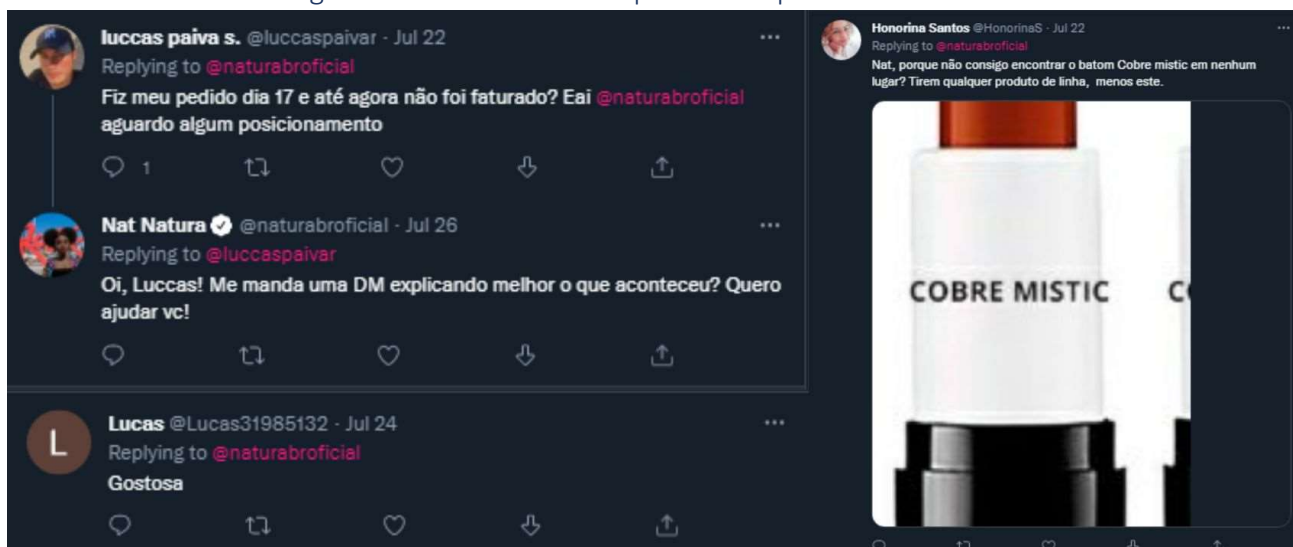 luccas paiva s. @luccaspaivar · Jul 22
Replying to @naturabroficial
Fiz meu pedido dia 17 e até agora não foi faturado? Eai @naturabroficial
aguardo algum posicionamento
1
Nat Natura @naturabroficial · Jul 26
Replying to @luccaspaivar
Oi, Luccas! Me manda uma DM explicando melhor o que aconteceu? Quero
ajudar vc!
L
Lucas @Lucas31985132 · Jul 24
Replying to @naturabroficial
Gostosa
Honorina Santos @HonorinaS · Jul 22
Replying to @naturabroficial
Nat, porque não consigo encontrar o batom Cobre mistic em nenhum
lugar? Tirem qualquer produto de linha, menos este.
COBRE MISTIC